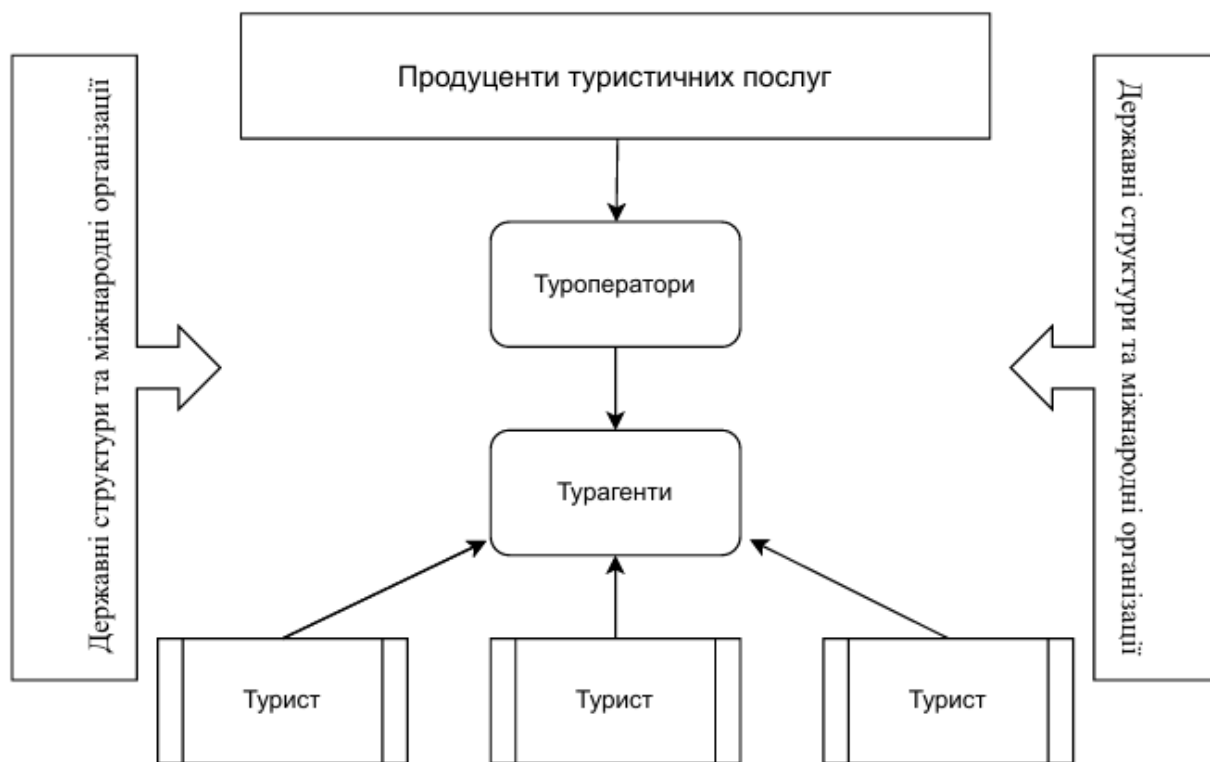 Продуценти туристичних послуг
Державні структури та міжнародні організації
Державні структури та міжнародні організації
Туроператори
Турагенти
Турист
Турист
Турист